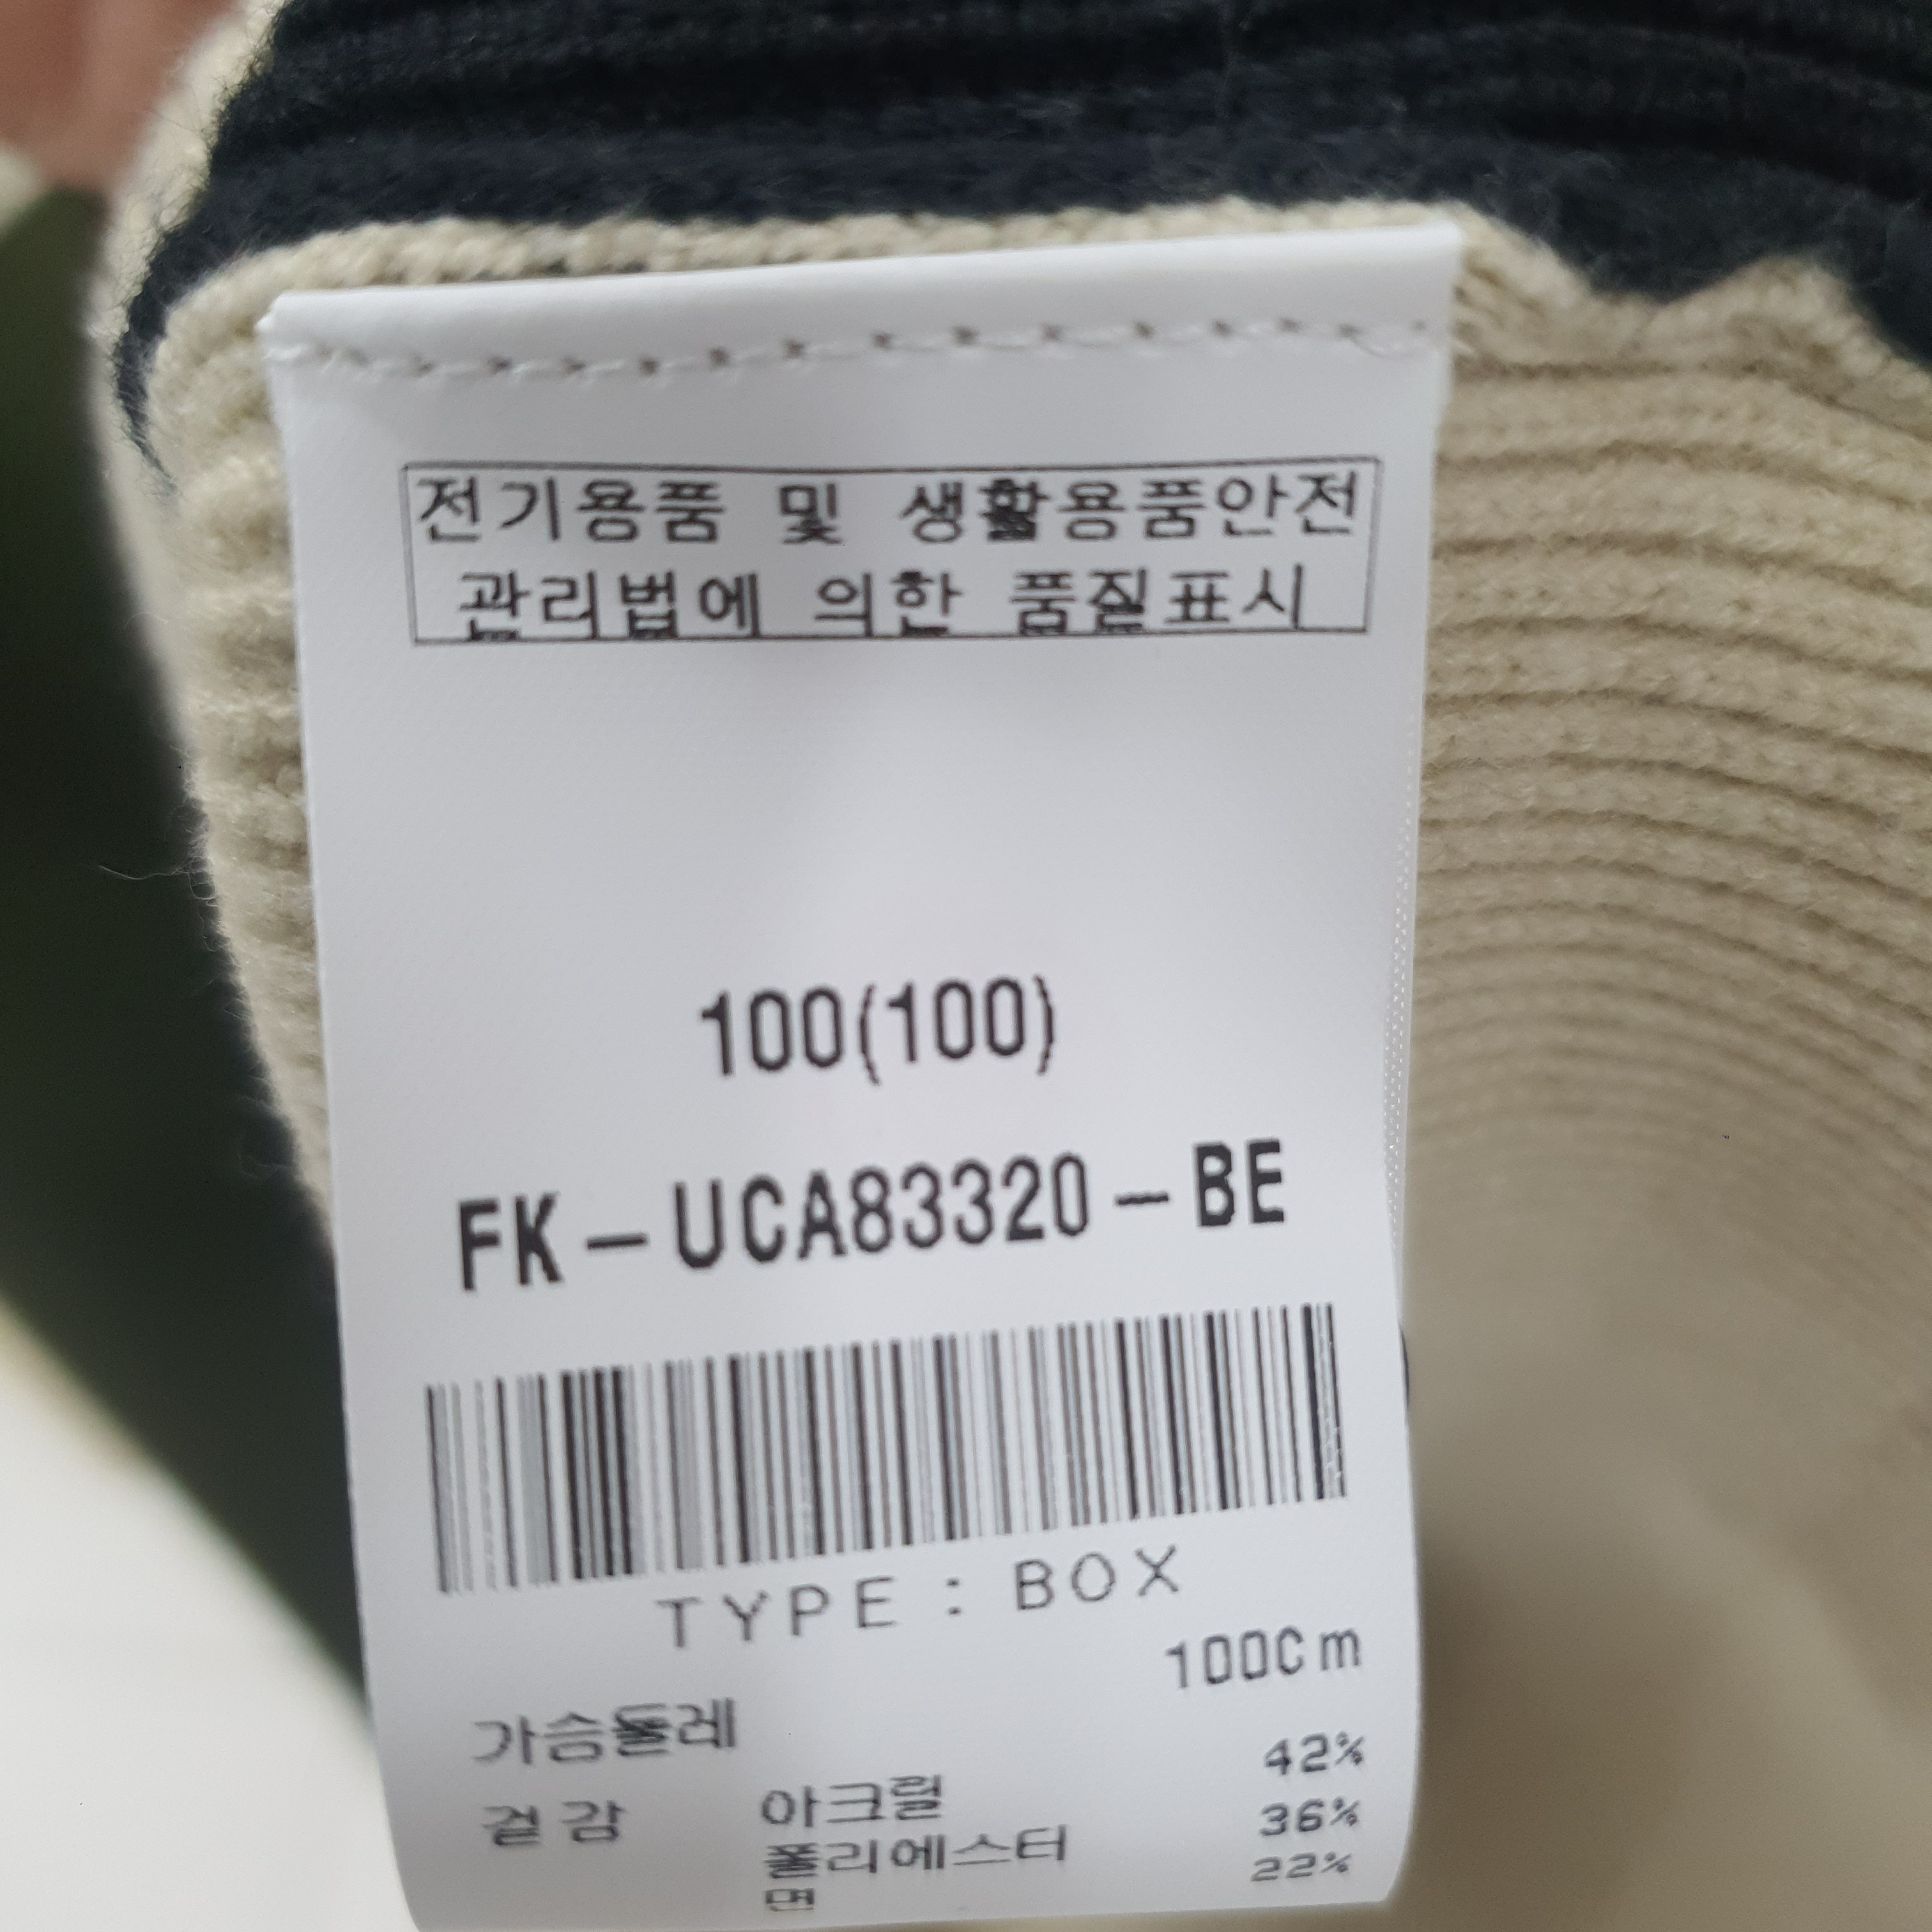 전기용품 및 생활용품안전
관리법에 의한 품질표시
100(100)
FK-UCA83320-BE
TYPE : BOX
가슴둘레 100Cm
겉감 아크릴 42%
폴리에스터 36%
면 22%